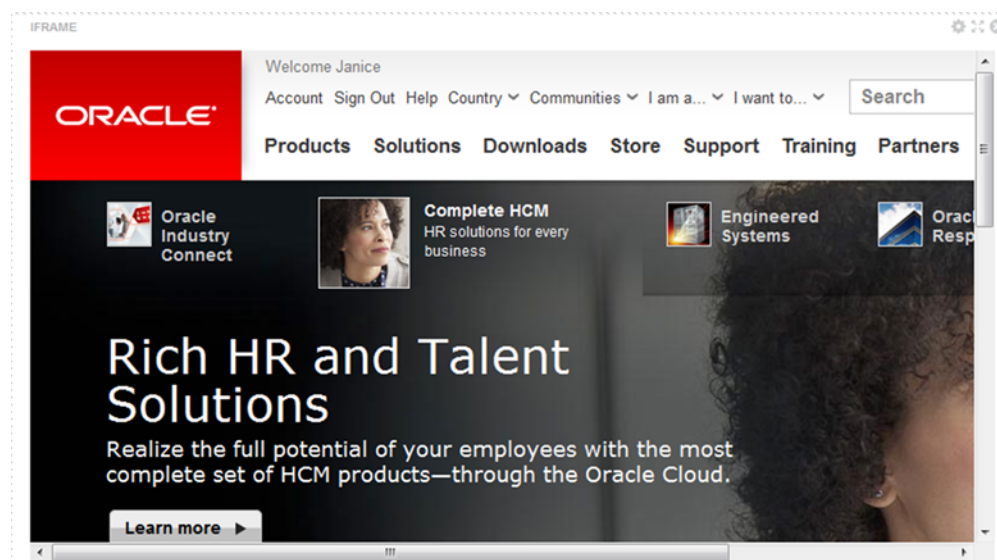 IFRAME
Welcome Janice
Account Sign Out Help Country Communities I am a... I want to... Search
ORACLE
Products Solutions Downloads Store Support Training Partners
Oracle
Industry
Connect
Complete HCM
HR solutions for every
business
Engineered
Systems
Rich HR and Talent
Solutions
Realize the full potential of your employees with the most
complete set of HCM products—through the Oracle Cloud.
Learn more